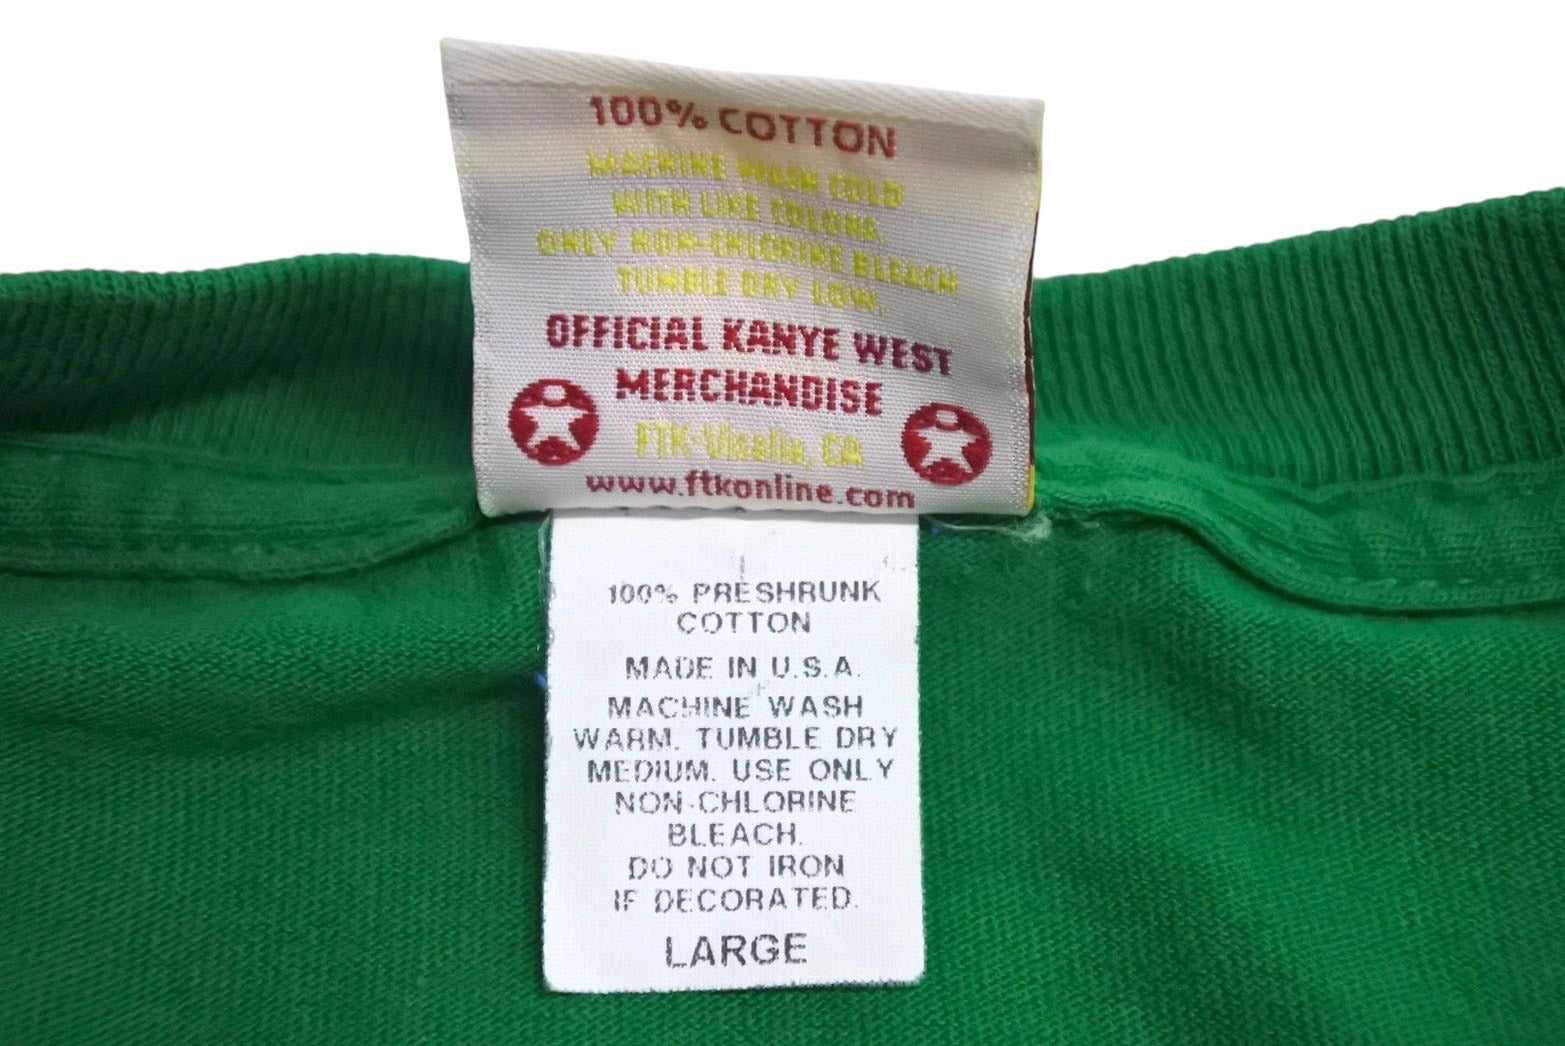 100% COTTON
MACHINE WASH COLD
WITH LIKE COLORS.
ONLY NON-CHLORINE BLEACH
TUMBLE DRY LOW.
OFFICIAL KANYE WEST
MERCHANDISE
FTK-Visalia, CA
www.ftkonline.com
100% PRESHRUNK
COTTON
MADE IN U.S.A.
MACHINE WASH
WARM. TUMBLE DRY
MEDIUM. USE ONLY
NON-CHLORINE
BLEACH.
DO NOT IRON
IF DECORATED.
LARGE